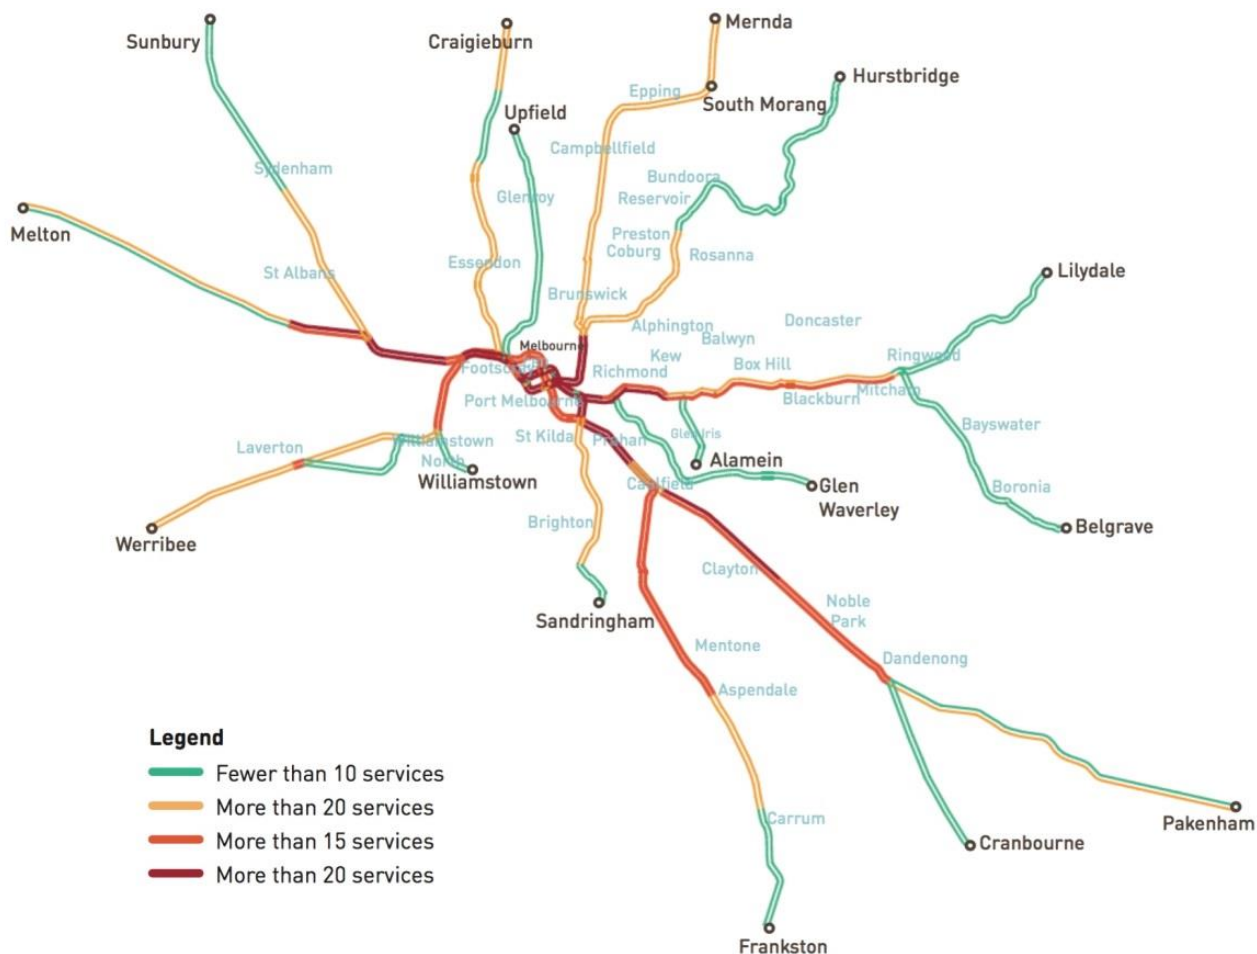 Mernda
Sunbury
Craigieburn
Hurstbridge
Epping
South Morang
Upfield
Campbellfield
Sydenham
Bundoora
Glenroy
Reservoir
Melton
Preston
Coburg
Rosanna
Essendon
St Albans
Lilydale
Brunswick
Doncaster
Alphington
Balwyn
Melbourne
Kew
Ringwood
Box Hill
Richmond
Mitcham
Blackburn
Port Melbourne
Bayswater
St Kilda
Prahan
Glen Iris
Laverton
Williamstown
North
Alamein
Williamstown
Caulfield
Glen
Waverley
Boronia
Brighton
Belgrave
Werribee
Clayton
Noble
Park
Sandringham
Mentone
Dandenong
Aspendale
Legend
Fewer than 10 services
More than 20 services
More than 15 services
More than 20 services
Carrum
Pakenham
Cranbourne
Frankston